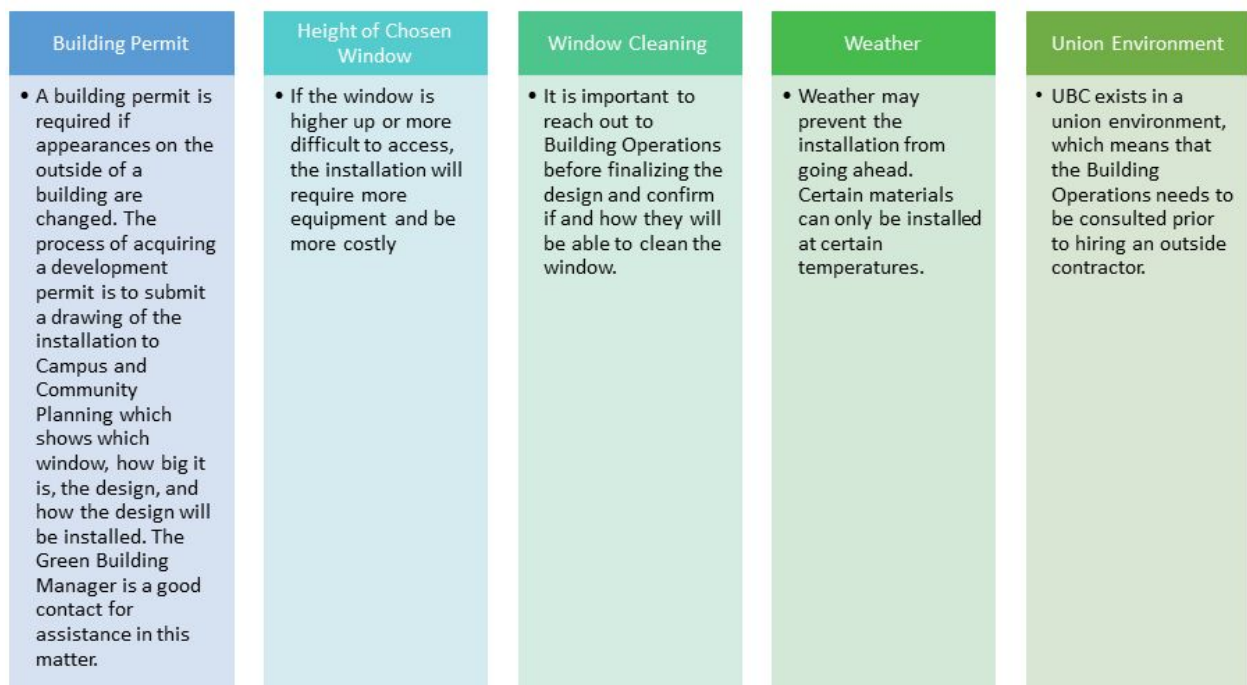 Building Permit
• A building permit is
required if
appearances on the
outside of a
building are
changed. The
process of acquiring
a development
permit is to submit
a drawing of the
installation to
Campus and
Community
Planning which
shows which
window, how big it
is, the design, and
how the design will
be installed. The
Green Building
Manager is a good
contact for
assistance in this
matter.
Height of Chosen
Window
• If the window is
higher up or more
difficult to access,
the installation will
require more
equipment and be
more costly
Window Cleaning
• It is important to
reach out to
Building Operations
before finalizing the
design and confirm
if and how they will
be able to clean the
window.
Weather
• Weather may
prevent the
installation from
going ahead.
Certain materials
can only be installed
at certain
temperatures.
Union Environment
• UBC exists in a
union environment,
which means that
the Building
Operations needs to
be consulted prior
to hiring an outside
contractor.